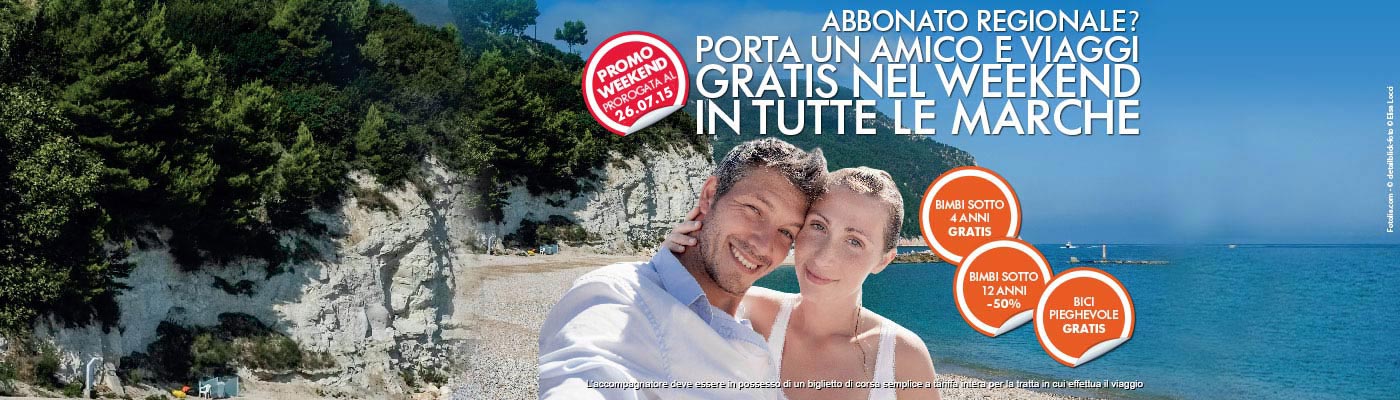 ABBONATO REGIONALE?
PORTA UN AMICO E VIAGGI
GRATIS NEL WEEKEND
IN TUTTE LE MARCHE
PROMO
WEEKEND
PROROGATA AL
26.07.15
BIMBI SOTTO
4 ANNI
GRATIS
BIMBI SOTTO
12 ANNI
-50%
BICI
PIEGHEVOLE
GRATIS
L'accompagnatore deve essere in possesso di un biglietto di corsa semplice a tariffa intera per la tratta in cui effettua il viaggio
Fotolia.com - © detailblick-foto © Elisa Locci